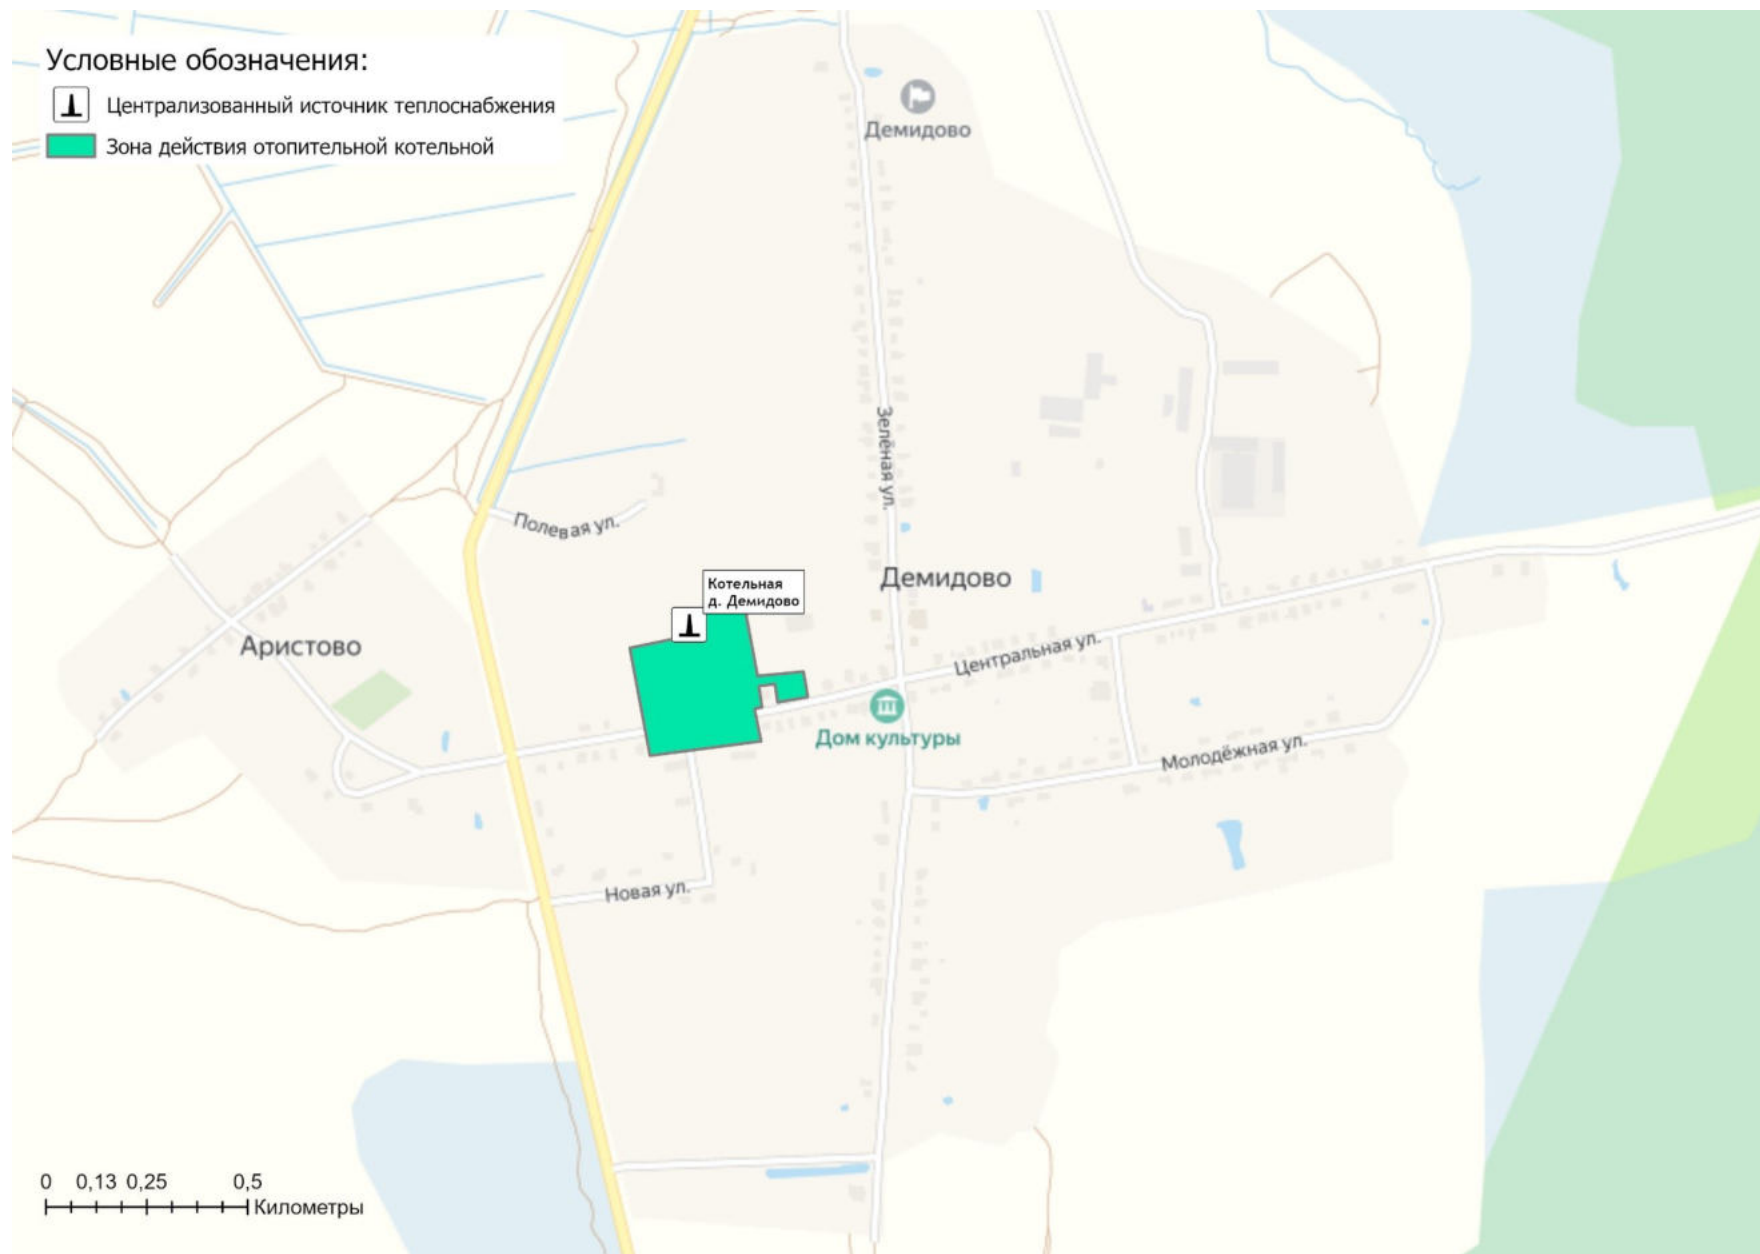 Условные обозначения:
Централизованный источник теплоснабжения
Зона действия отопительной котельной
Демидово
Зелёная ул.
Полевая ул.
Котельная
д. Демидово
Демидово
Аристово
Центральная ул.
Дом культуры
Молодёжная ул.
Новая ул.
0 0,13 0,25 0,5
Километры